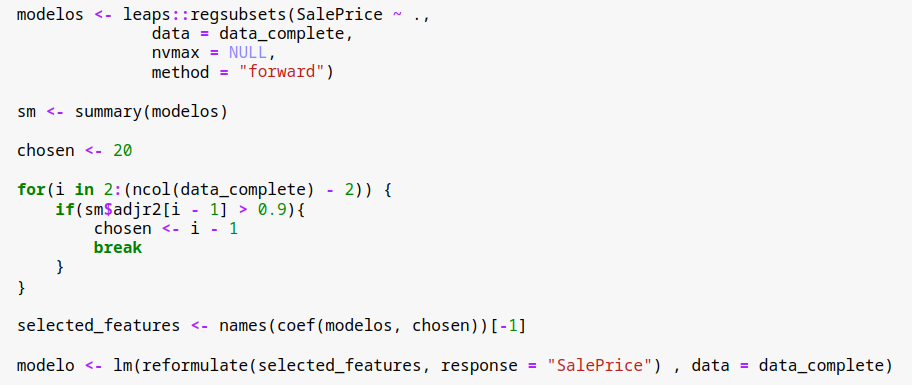 modelos <- leaps::regsubsets(SalePrice ~ .,
              data = data_complete,
              nvmax = NULL,
              method = "forward")
sm <- summary(modelos)
chosen <- 20
for(i in 2:(ncol(data_complete) - 2)) {
    if(sm$adjr2[i - 1] > 0.9){
        chosen <- i - 1
        break
    }
}
selected_features <- names(coef(modelos, chosen))[-1]
modelo <- lm(reformulate(selected_features, response = "SalePrice") , data = data_complete)